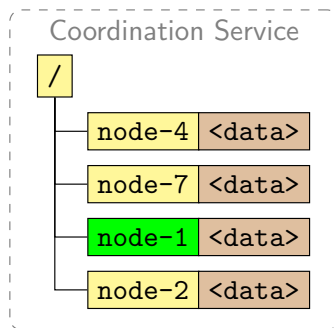 Coordination Service
/
node-4 <data>
node-7 <data>
node-1 <data>
node-2 <data>